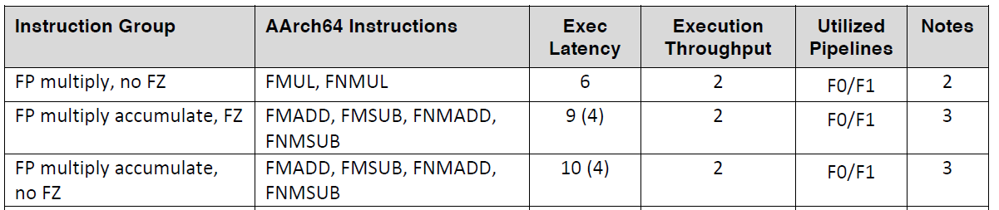 Instruction Group AArch64 Instructions Exec Latency Execution Throughput Utilized Pipelines Notes
FP multiply, no FZ FMUL, FNMUL 6 2 F0/F1 2
FP multiply accumulate, FZ FMADD, FMSUB, FNMADD, FNMSUB 9 (4) 2 F0/F1 3
FP multiply accumulate, no FZ FMADD, FMSUB, FNMADD, FNMSUB 10 (4) 2 F0/F1 3